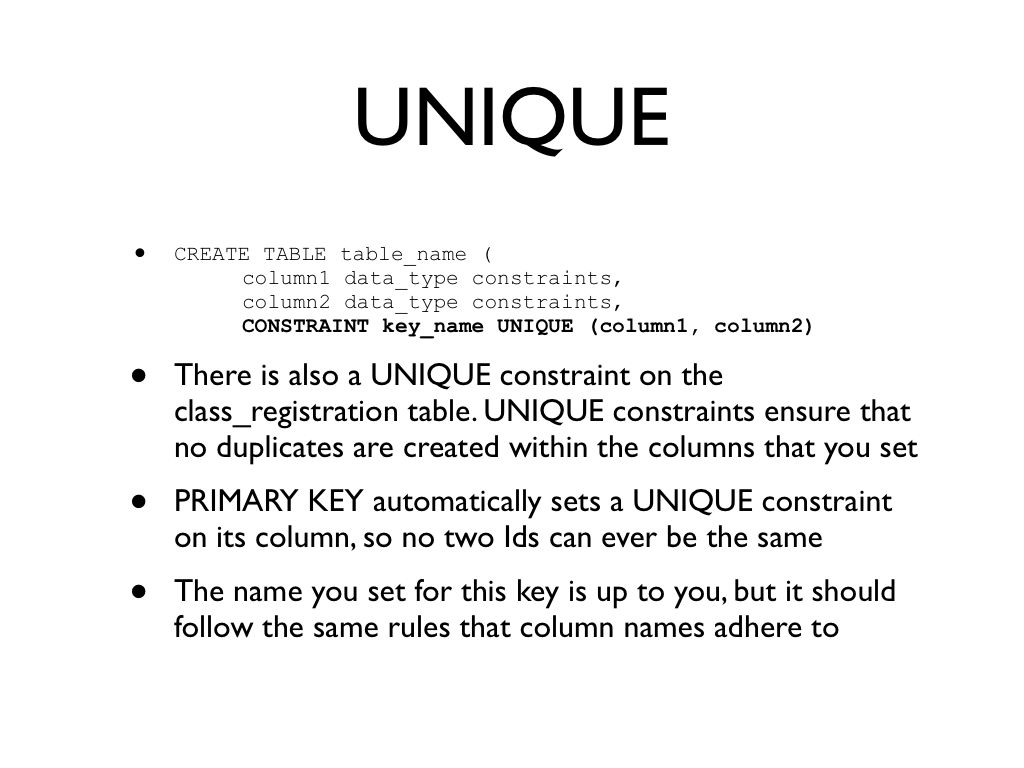 UNIQUE
• CREATE TABLE table_name (
column1 data_type constraints,
column2 data_type constraints,
CONSTRAINT key_name UNIQUE (column1, column2)
• There is also a UNIQUE constraint on the
class_registration table. UNIQUE constraints ensure that
no duplicates are created within the columns that you set
• PRIMARY KEY automatically sets a UNIQUE constraint
on its column, so no two Ids can ever be the same
• The name you set for this key is up to you, but it should
follow the same rules that column names adhere to